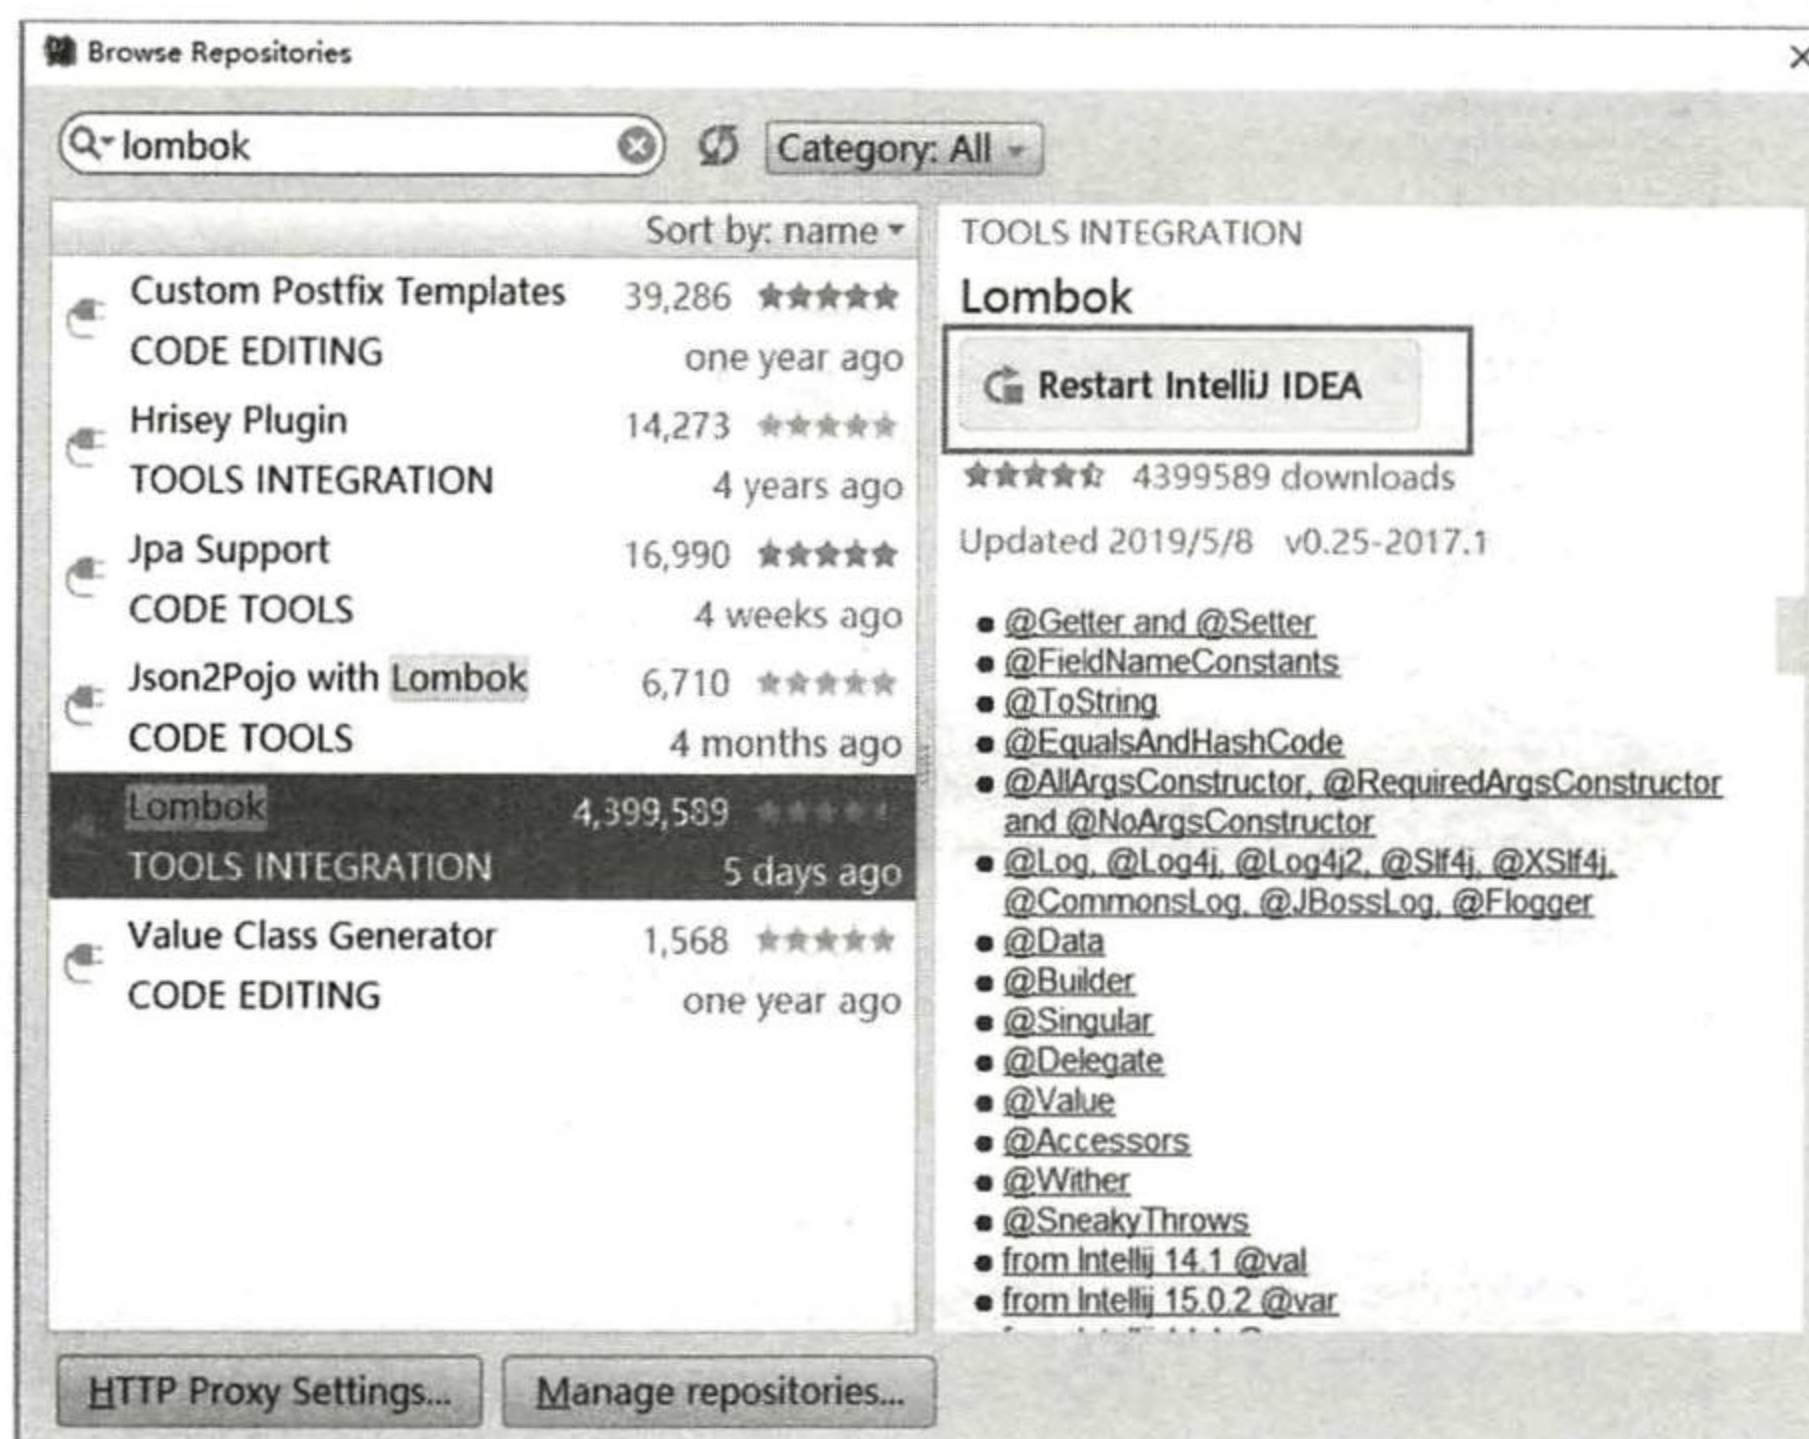 Browse Repositories
lombok
Category: All
Sort by: name
Custom Postfix Templates 39,286
CODE EDITING one year ago
Hrisey Plugin 14,273
TOOLS INTEGRATION 4 years ago
Jpa Support 16,990
CODE TOOLS 4 weeks ago
Json2Pojo with Lombok 6,710
CODE TOOLS 4 months ago
Lombok 4,399,589
TOOLS INTEGRATION 5 days ago
Value Class Generator 1,568
CODE EDITING one year ago
TOOLS INTEGRATION
Lombok
Restart IntelliJ IDEA
4399589 downloads
Updated 2019/5/8 v0.25-2017.1
@Getter and @Setter
@FieldNameConstants
@ToString
@EqualsAndHashCode
@AllArgsConstructor, @RequiredArgsConstructor
and @NoArgsConstructor
@Log, @Log4j, @Log4j2, @Slf4j, @XSlf4j,
@CommonsLog, @JBossLog, @Flogger
@Data
@Builder
@Singular
@Delegate
@Value
@Accessors
@Wither
@SneakyThrows
from Intellij 14.1 @val
from Intellij 15.0.2 @var
HTTP Proxy Settings...
Manage repositories...